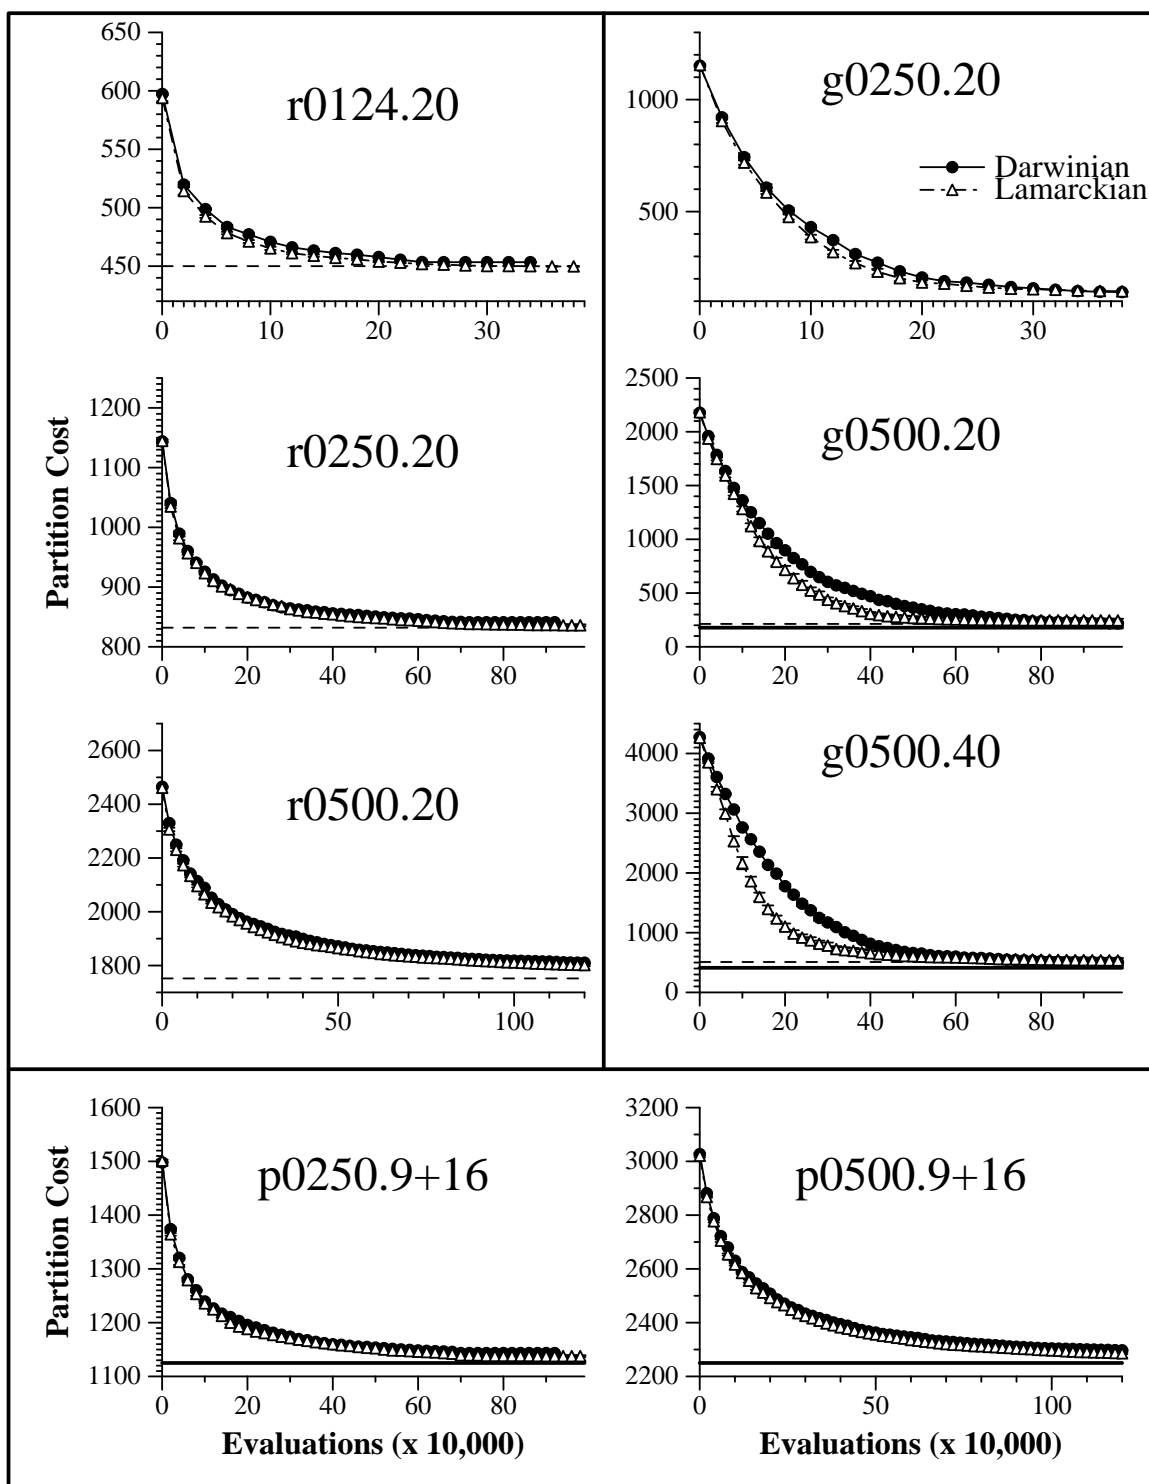 650
600
550
500
450
r0124.20
0 10 20 30
1000
500
g0250.20
Darwinian
Lamarckian
0 10 20 30
Partition Cost
1200
1100
1000
900
800
r0250.20
0 20 40 60 80
2500
2000
1500
1000
500
0
g0500.20
0 20 40 60 80
2600
2400
2200
2000
1800
r0500.20
0 50 100
4000
3000
2000
1000
0
g0500.40
0 20 40 60 80
Partition Cost
1600
1500
1400
1300
1200
1100
p0250.9+16
0 20 40 60 80
Evaluations (x 10,000)
3200
3000
2800
2600
2400
2200
p0500.9+16
0 50 100
Evaluations (x 10,000)